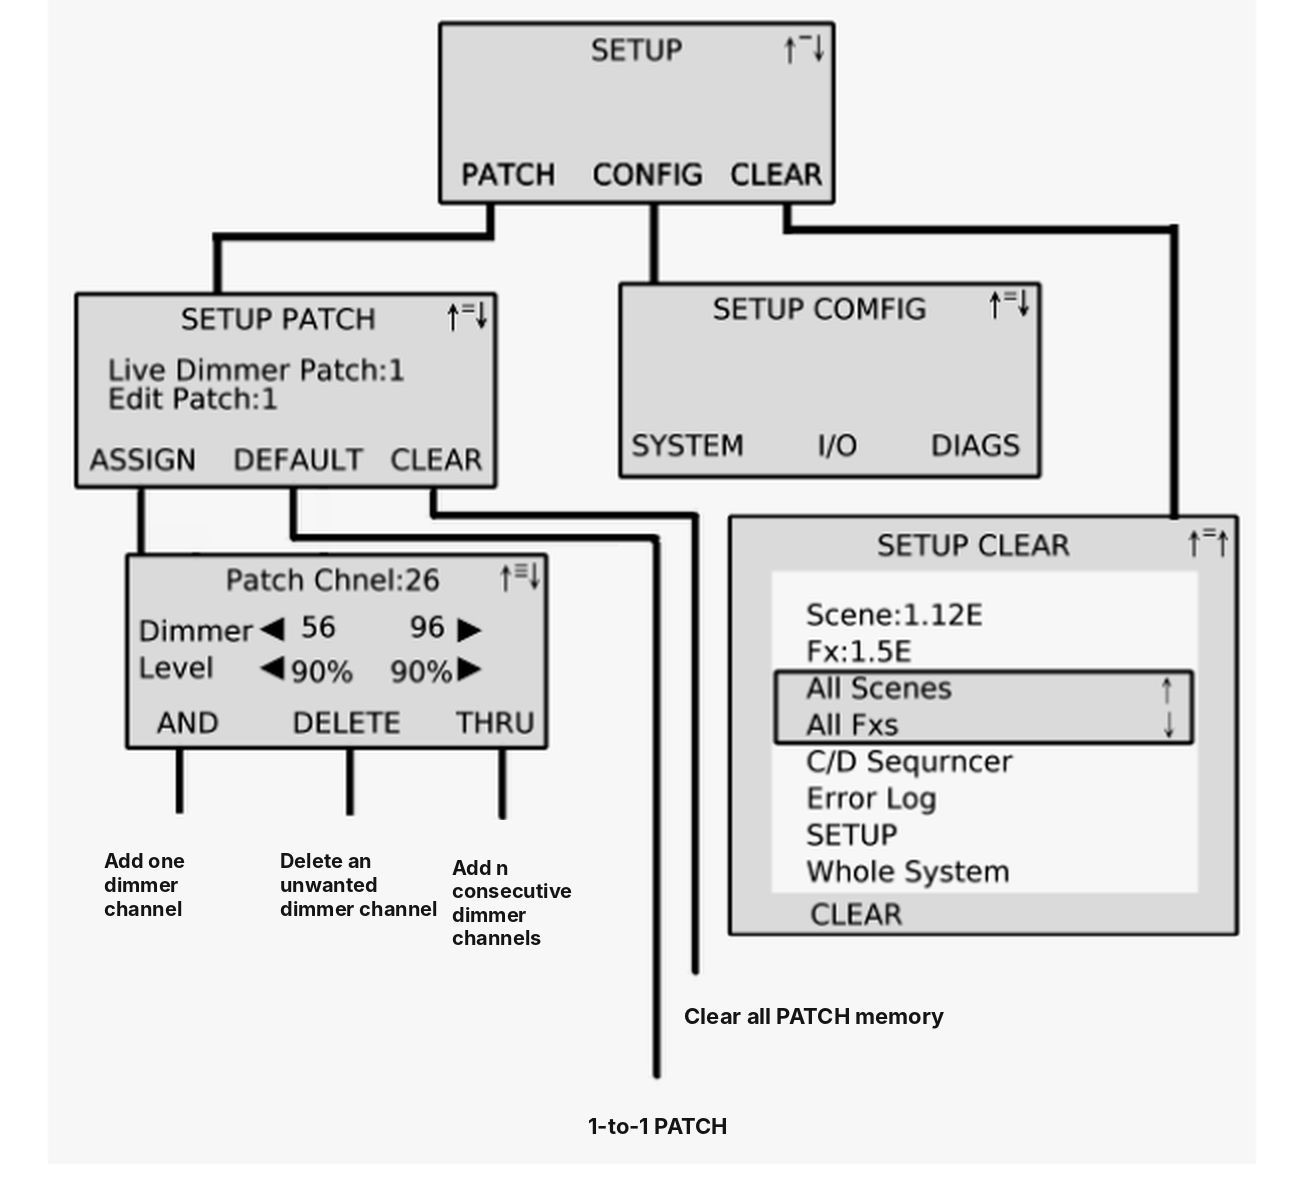 SETUP ↑–↓
PATCH CONFIG CLEAR
SETUP PATCH ↑=↓
Live Dimmer Patch:1
Edit Patch:1
ASSIGN DEFAULT CLEAR
SETUP COMFIG ↑=↓
SYSTEM I/O DIAGS
Patch Chnel:26 ↑≡↓
Dimmer ◀ 56 96 ▶
Level ◀ 90% 90% ▶
AND DELETE THRU
Add one
dimmer
channel
Delete an
unwanted
dimmer channel
Add n
consecutive
dimmer
channels
SETUP CLEAR ↑=↑
Scene:1.12E
Fx:1.5E
All Scenes ↑
All Fxs ↓
C/D Sequrncer
Error Log
SETUP
Whole System
CLEAR
Clear all PATCH memory
1-to-1 PATCH